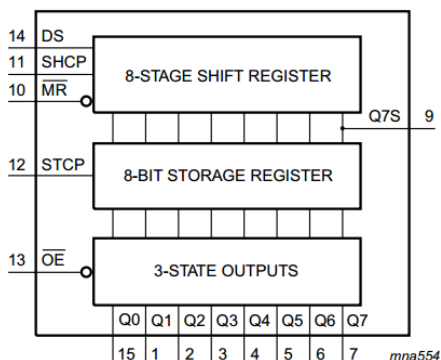 14 DS
11 SHCP
10 MR
8-STAGE SHIFT REGISTER
Q7S 9
12 STCP
8-BIT STORAGE REGISTER
13 OE
3-STATE OUTPUTS
Q0 Q1 Q2 Q3 Q4 Q5 Q6 Q7
15 1 2 3 4 5 6 7
mna554